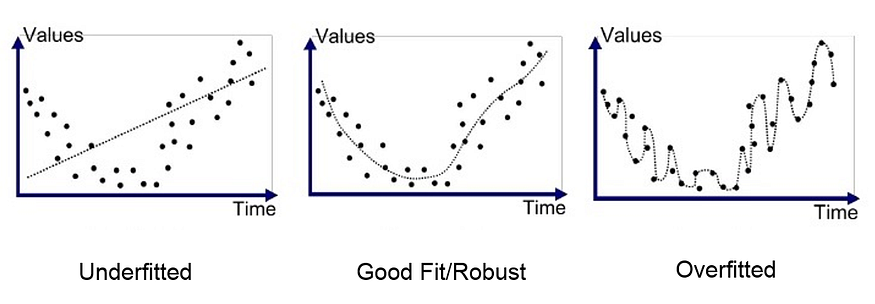 Values
Time
Underfitted
Values
Time
Good Fit/Robust
Values
Time
Overfitted